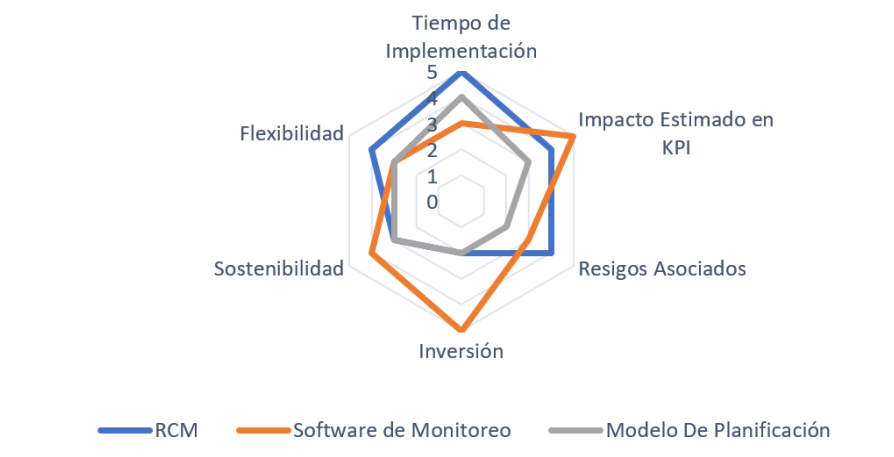 Tiempo de
Implementación
5
4
3
2
1
0
Impacto Estimado en
KPI
Flexibilidad
Sostenibilidad
Resigos Asociados
Inversión
RCM Software de Monitoreo Modelo De Planificación